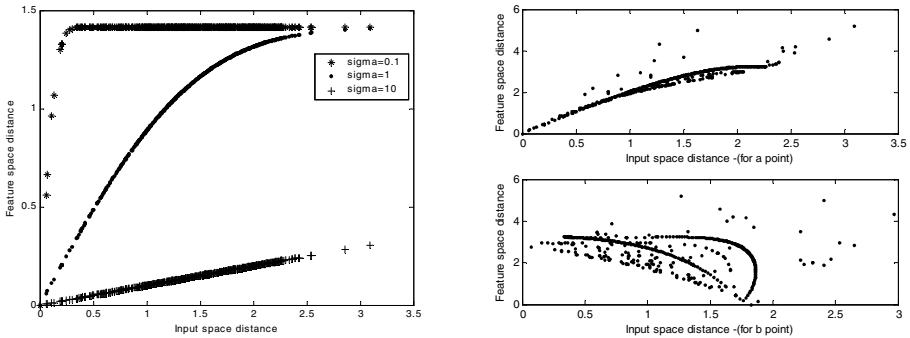 1.5
1
0.5
0
Feature space distance
sigma=0.1
sigma=1
sigma=10
0 0.5 1 1.5 2 2.5 3 3.5
Input space distance
6
4
2
0
Feature space distance
0 0.5 1 1.5 2 2.5 3 3.5
Input space distance -(for a point)
6
4
2
0
Feature space distance
0 0.5 1 1.5 2 2.5 3
Input space distance -(for b point)